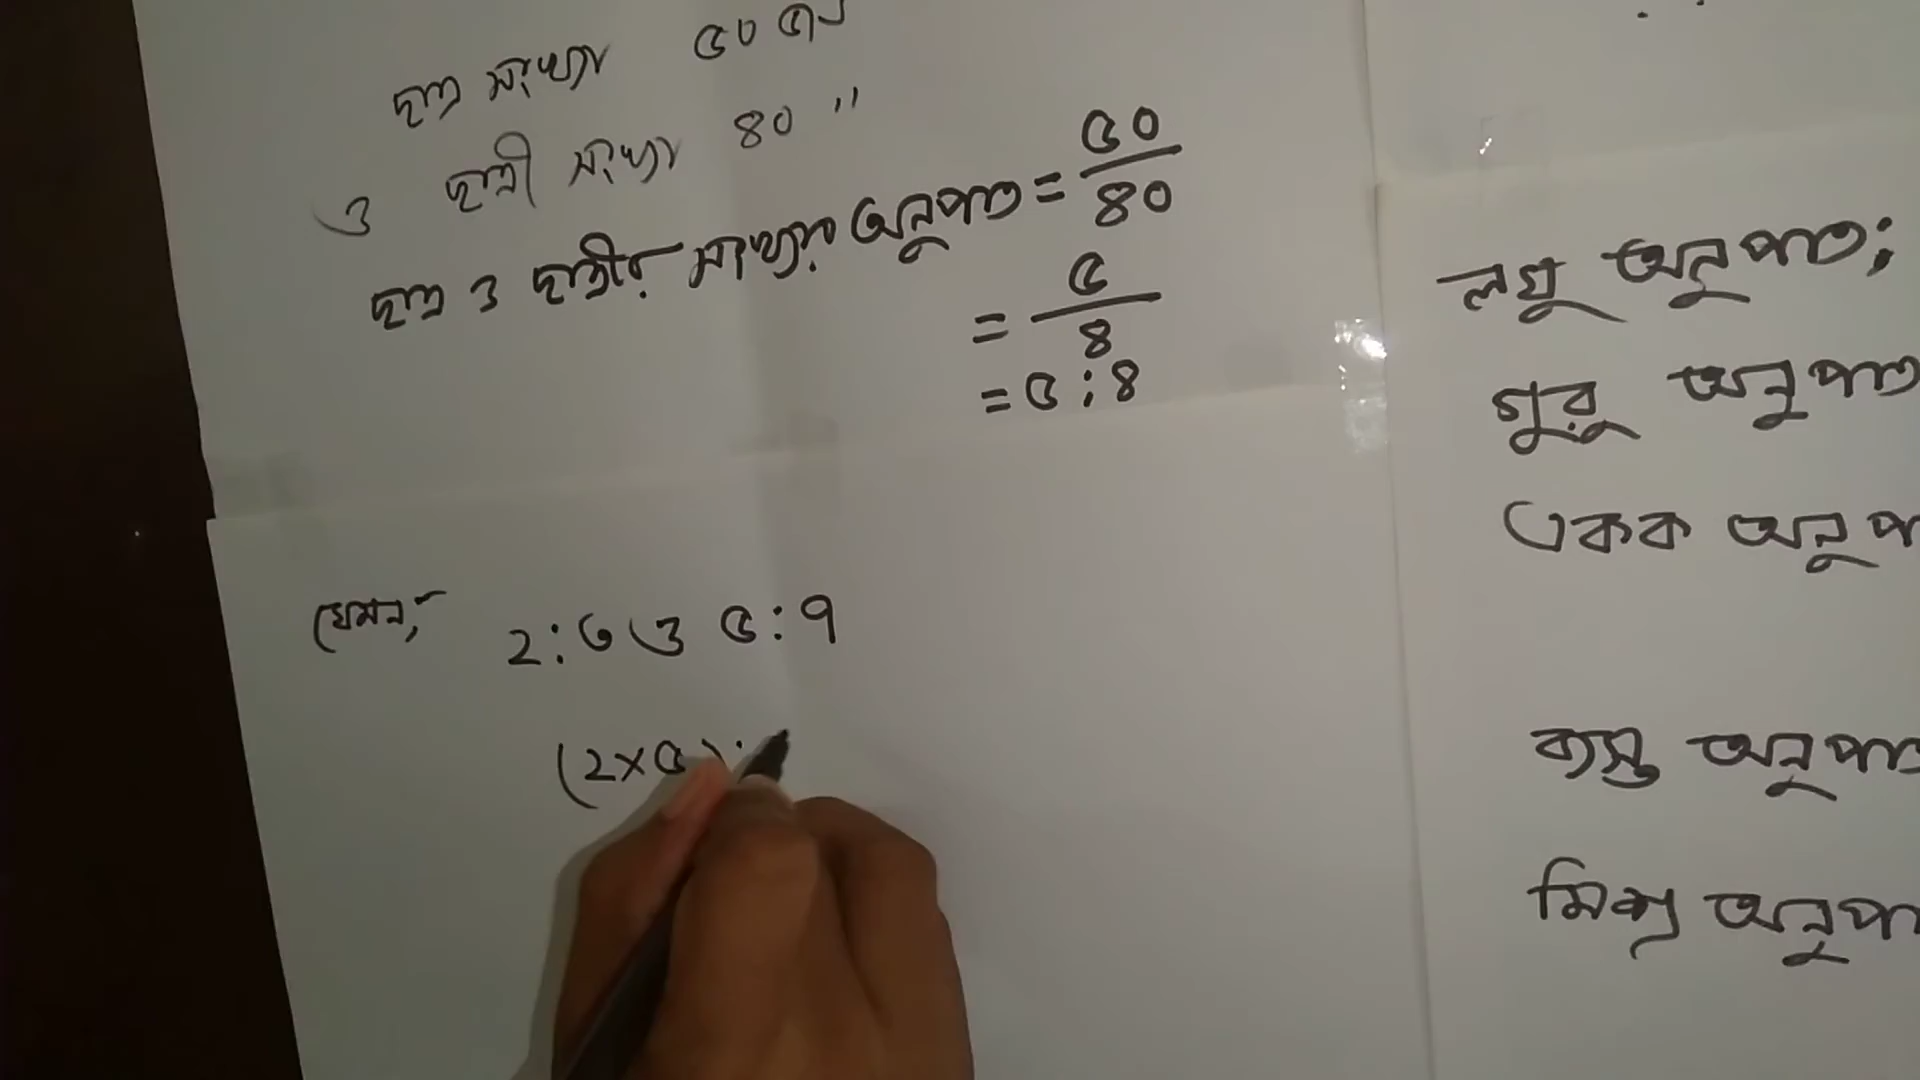 ছাত্র সংখ্যা ৫০ জন
ও ছাত্রী সংখ্যা ৪০ "
ছাত্র ও ছাত্রীর সংখ্যার অনুপাত = ৫০/৪০
= ৫/৪
= ৫:৪
যেমন, ২:৩ ও ৫:৭
(২×৫):
লঘু অনুপাত;
গুরু অনুপাত
একক অনুপা
ব্যস্ত অনুপাত
মিশ্র অনুপা